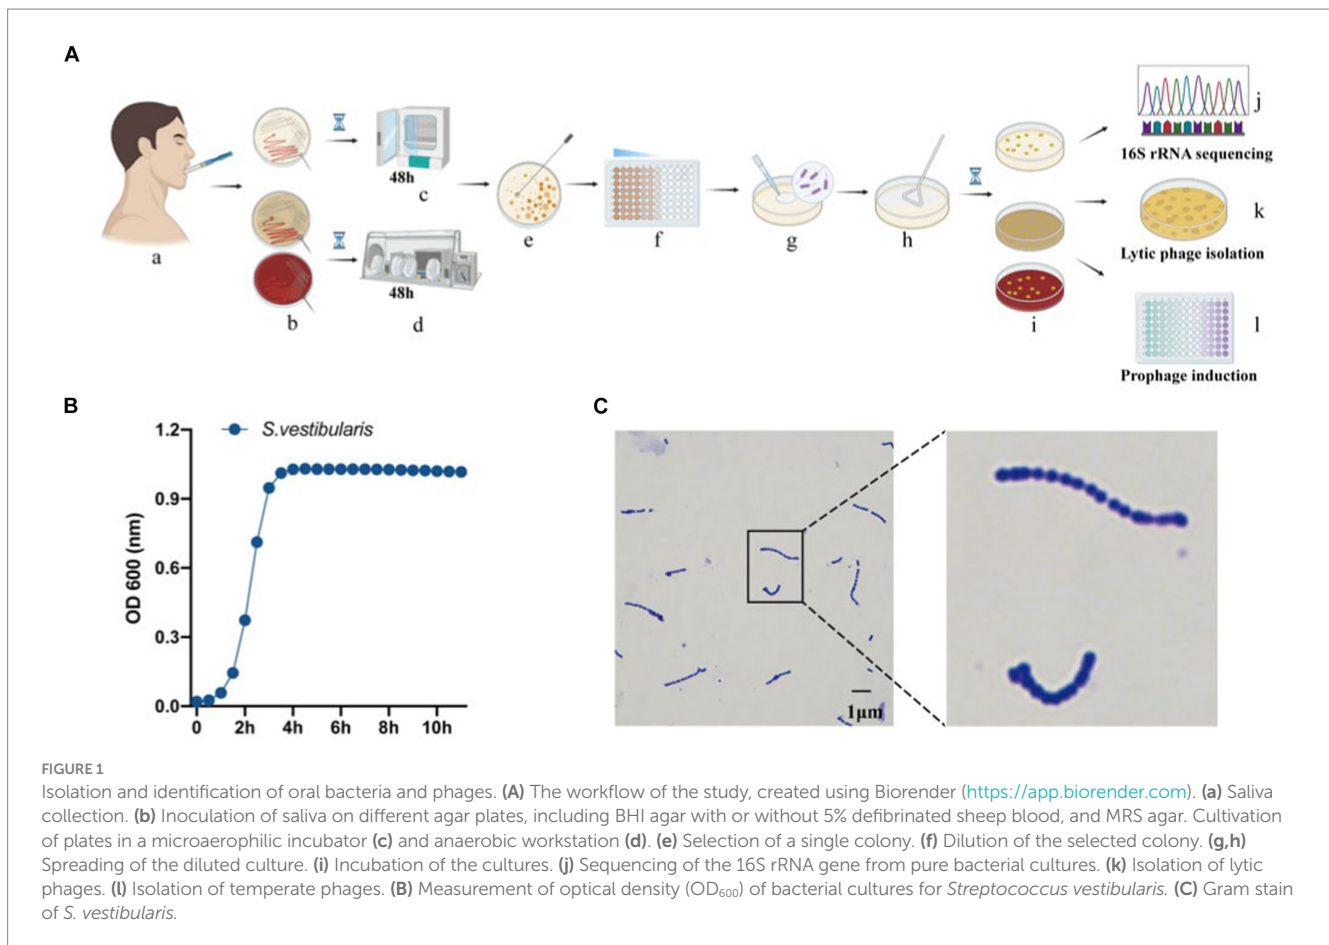 A
j
16S rRNA sequencing
48h
c
a
e
f
g
h
k
Lytic phage isolation
48h
b
d
i
l
Prophage induction
B
S.vestibularis
OD 600 (nm)
1.2
0.9
0.6
0.3
0.0
0 2h 4h 6h 8h 10h
C
1μm
FIGURE 1
Isolation and identification of oral bacteria and phages. (A) The workflow of the study, created using Biorender (https://app.biorender.com). (a) Saliva
collection. (b) Inoculation of saliva on different agar plates, including BHI agar with or without 5% defibrinated sheep blood, and MRS agar. Cultivation
of plates in a microaerophilic incubator (c) and anaerobic workstation (d). (e) Selection of a single colony. (f) Dilution of the selected colony. (g,h)
Spreading of the diluted culture. (i) Incubation of the cultures. (j) Sequencing of the 16S rRNA gene from pure bacterial cultures. (k) Isolation of lytic
phages. (l) Isolation of temperate phages. (B) Measurement of optical density (OD600) of bacterial cultures for Streptococcus vestibularis. (C) Gram stain
of S. vestibularis.